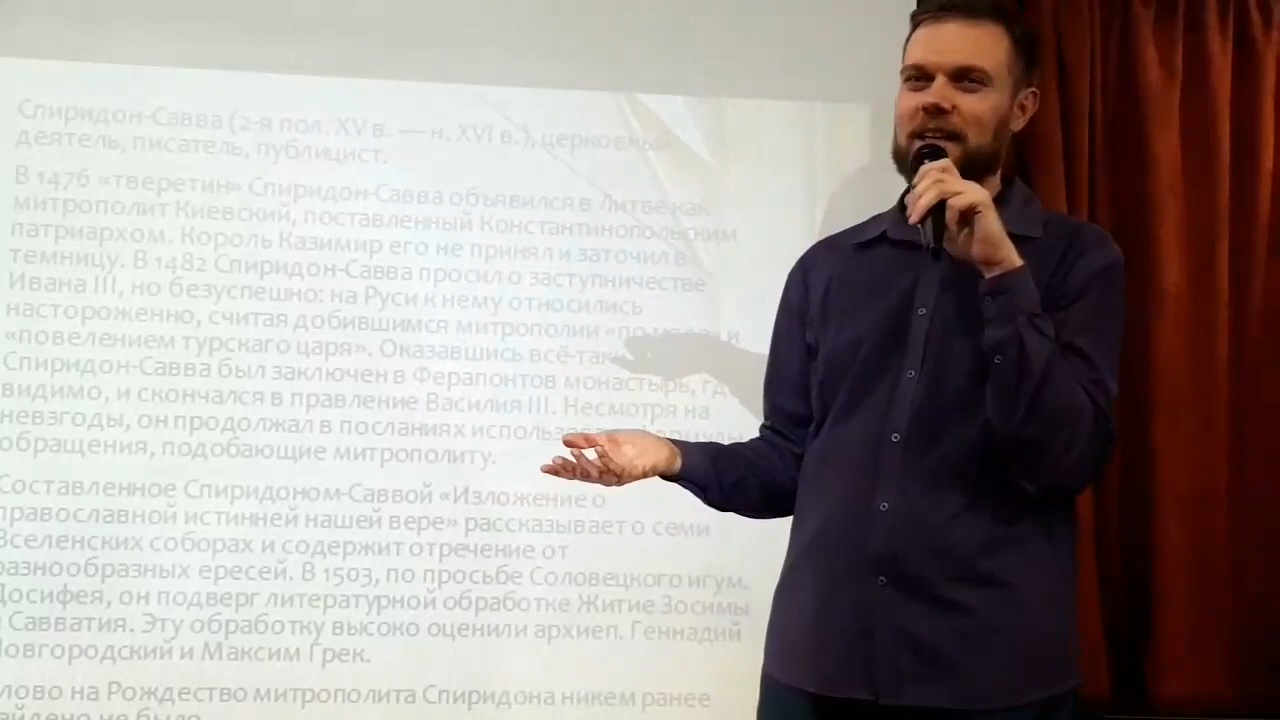 Спиридон-Савва (2-я пол. XV в. —н. XVI в.), церковный
деятель, писатель, публицист.
В 1476 «тверетин» Спиридон-Савва объявился в Литве как
митрополит Киевский, поставленный Константинопольским
патриархом. Король Казимир его не принял и заточил в
темницу. В 1482 Спиридон-Савва просил о заступничестве
Ивана III, но безуспешно: на Руси к нему относились
настороженно, считая добившимся митрополии «по и
«повелением турскаго царя». Оказавшись всё-таки
Спиридон-Савва был заключен в Ферапонтов монастырь, гд
видимо, и скончался в правление Василия III. Несмотря на
невзгоды, он продолжал в посланиях формулы
обращения, подобающие митрополиту.
Составленное Спиридоном-Саввой «Изложение о
православной истинней нашей вере» рассказывает о семи
Вселенских соборах и содержит отречение от
разнообразных ересей. В 1503, по просьбе Соловецкого игум.
Досифея, он подверг литературной обработке Житие Зосимы
и Савватия. Эту обработку высоко оценили архиеп. Геннадий
Новгородский и Максим Грек.
лово на Рождество митрополита Спиридона никем ранее
айдено не было